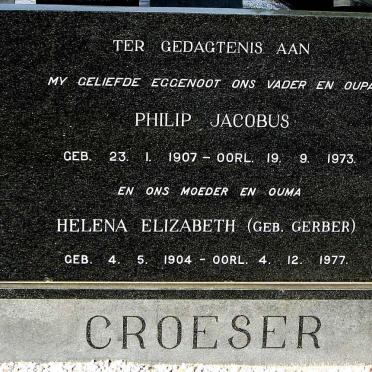 TER GEDAGTENIS AAN
MY GELIEFDE EGGENOOT ONS VADER EN OUPA
PHILIP JACOBUS
GEB. 23. 1. 1907 – OORL. 19. 9. 1973.
EN ONS MOEDER EN OUMA
HELENA ELIZABETH (GEB. GERBER)
GEB. 4. 5. 1904 – OORL. 4. 12. 1977.
CROESER